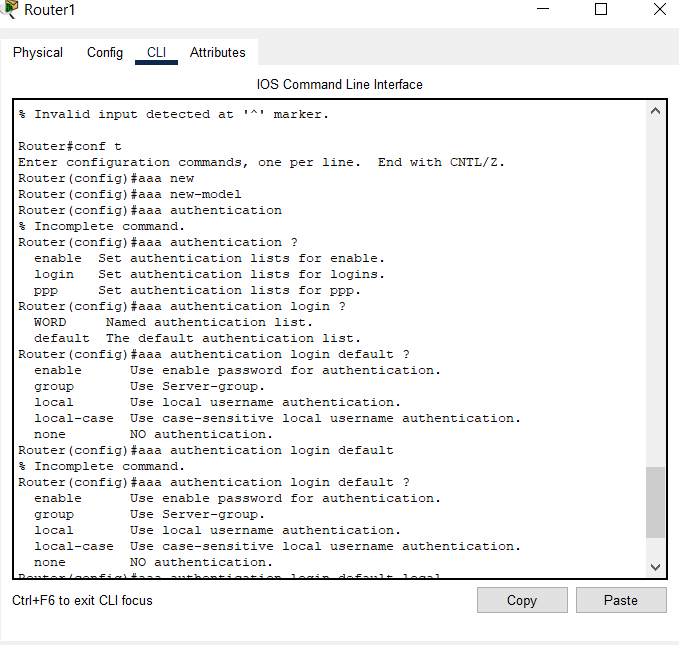 Router1
Physical Config CLI Attributes
IOS Command Line Interface
% Invalid input detected at '^' marker.
Router#conf t
Enter configuration commands, one per line.  End with CNTL/Z.
Router(config)#aaa new
Router(config)#aaa new-model
Router(config)#aaa authentication
% Incomplete command.
Router(config)#aaa authentication ?
  enable  Set authentication lists for enable.
  login   Set authentication lists for logins.
  ppp     Set authentication lists for ppp.
Router(config)#aaa authentication login ?
  WORD     Named authentication list.
  default  The default authentication list.
Router(config)#aaa authentication login default ?
  enable      Use enable password for authentication.
  group       Use Server-group.
  local       Use local username authentication.
  local-case  Use case-sensitive local username authentication.
  none        NO authentication.
Router(config)#aaa authentication login default
% Incomplete command.
Router(config)#aaa authentication login default ?
  enable      Use enable password for authentication.
  group       Use Server-group.
  local       Use local username authentication.
  local-case  Use case-sensitive local username authentication.
  none        NO authentication.
Router(config)#aaa authentication login default local
Ctrl+F6 to exit CLI focus
Copy
Paste